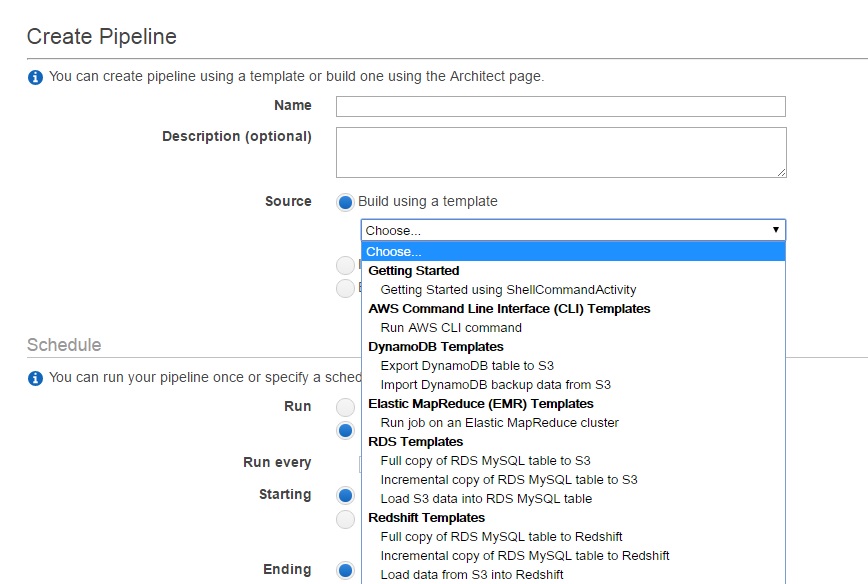 Create Pipeline
You can create pipeline using a template or build one using the Architect page.
Name
Description (optional)
Source
Build using a template
Choose...
Choose...
Getting Started
Getting Started using ShellCommandActivity
AWS Command Line Interface (CLI) Templates
Run AWS CLI command
DynamoDB Templates
Export DynamoDB table to S3
Import DynamoDB backup data from S3
Elastic MapReduce (EMR) Templates
Run job on an Elastic MapReduce cluster
RDS Templates
Full copy of RDS MySQL table to S3
Incremental copy of RDS MySQL table to S3
Load S3 data into RDS MySQL table
Redshift Templates
Full copy of RDS MySQL table to Redshift
Incremental copy of RDS MySQL table to Redshift
Load data from S3 into Redshift
Schedule
You can run your pipeline once or specify a sched
Run
Run every
Starting
Ending